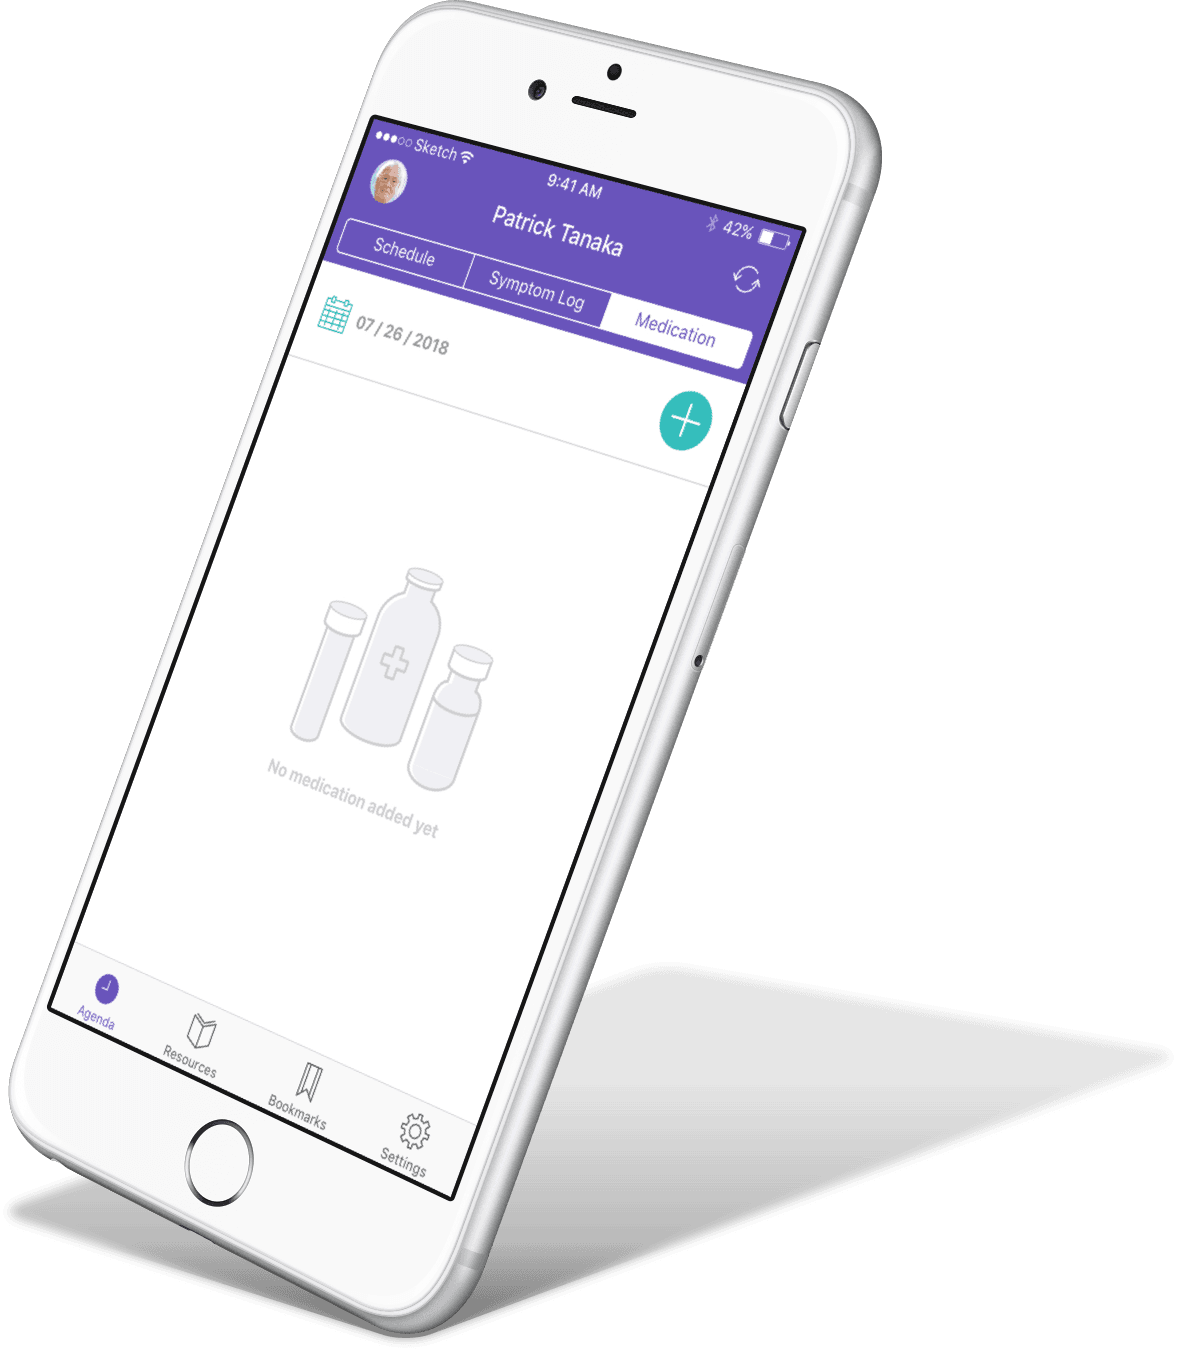 Sketch
9:41 AM
42%
Patrick Tanaka
Schedule
Symptom Log
Medication
07 / 26 / 2018
No medication added yet
Agenda
Resources
Bookmarks
Settings